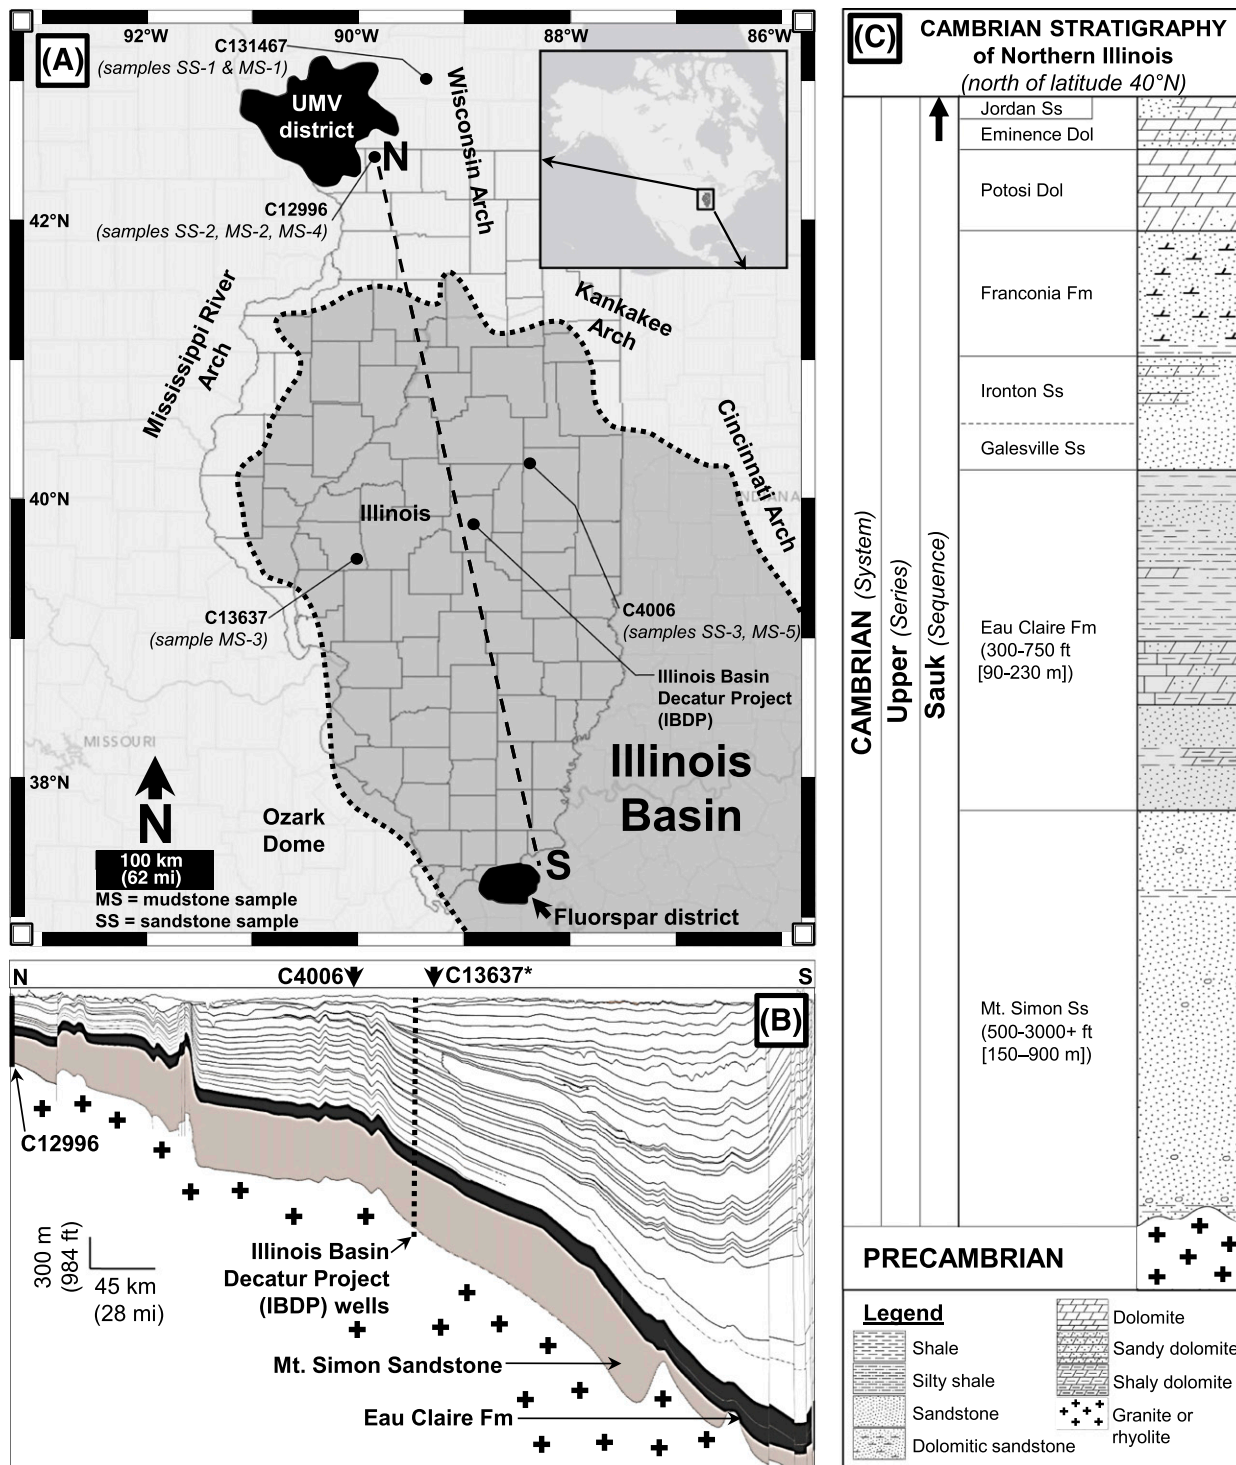 (A)
92°W
90°W
88°W
86°W
C131467
(samples SS-1 & MS-1)
UMV
district
Wisconsin Arch
N
C12996
(samples SS-2, MS-2, MS-4)
42°N
Mississippi River
Arch
Kankakee
Arch
Cincinnati Arch
INDIANA
40°N
Illinois
C13637
(sample MS-3)
C4006
(samples SS-3, MS-5)
Illinois Basin
Decatur Project
(IBDP)
MISSOURI
38°N
Illinois
Basin
N
Ozark
Dome
100 km
(62 mi)
MS = mudstone sample
SS = sandstone sample
S
Fluorspar district
N
C4006
C13637*
S
(B)
C12996
300 m
(984 ft)
45 km
(28 mi)
Illinois Basin
Decatur Project
(IBDP) wells
Mt. Simon Sandstone
Eau Claire Fm
(C)
CAMBRIAN STRATIGRAPHY
of Northern Illinois
(north of latitude 40°N)
CAMBRIAN (System)
Upper (Series)
Sauk (Sequence)
Jordan Ss
Eminence Dol
Potosi Dol
Franconia Fm
Ironton Ss
Galesville Ss
Eau Claire Fm
(300-750 ft
[90-230 m])
Mt. Simon Ss
(500-3000+ ft
[150–900 m])
PRECAMBRIAN
Legend
Shale
Silty shale
Sandstone
Dolomitic sandstone
Dolomite
Sandy dolomite
Shaly dolomite
Granite or
rhyolite